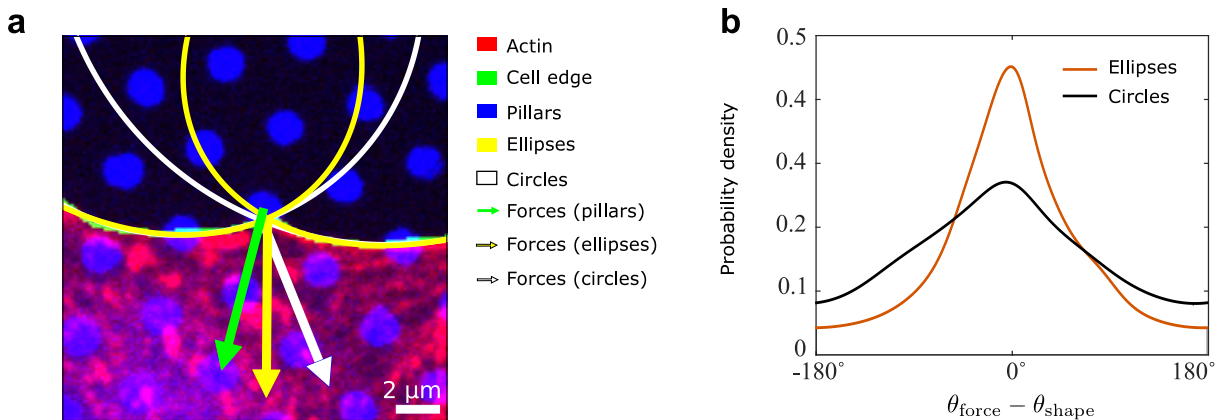 a
Actin
Cell edge
Pillars
Ellipses
Circles
Forces (pillars)
Forces (ellipses)
Forces (circles)
2 μm
b
Probability density
0.5
0.4
0.4
0.2
0.1
0
-180°
0°
180°
θforce − θshape
Ellipses
Circles